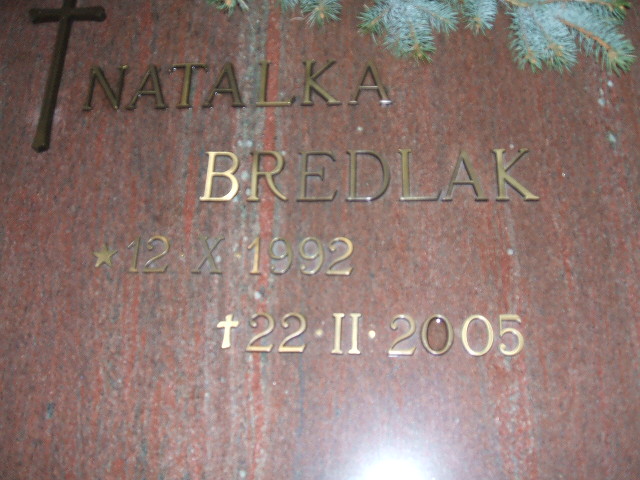 NATALKA
BREDLAK
★ 12 X 1992
✝ 22·II·2005